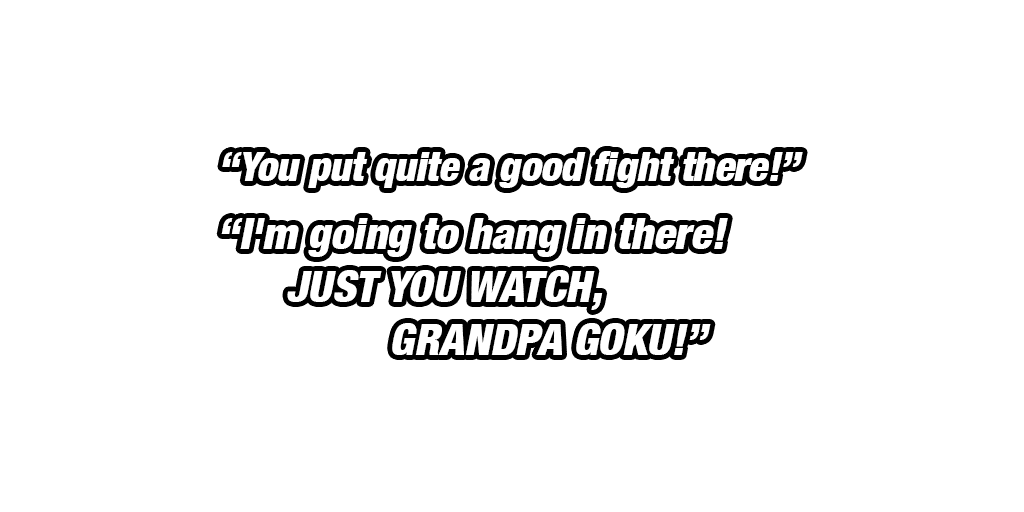 “You put quite a good fight there!”
“I'm going to hang in there!
JUST YOU WATCH,
GRANDPA GOKU!”